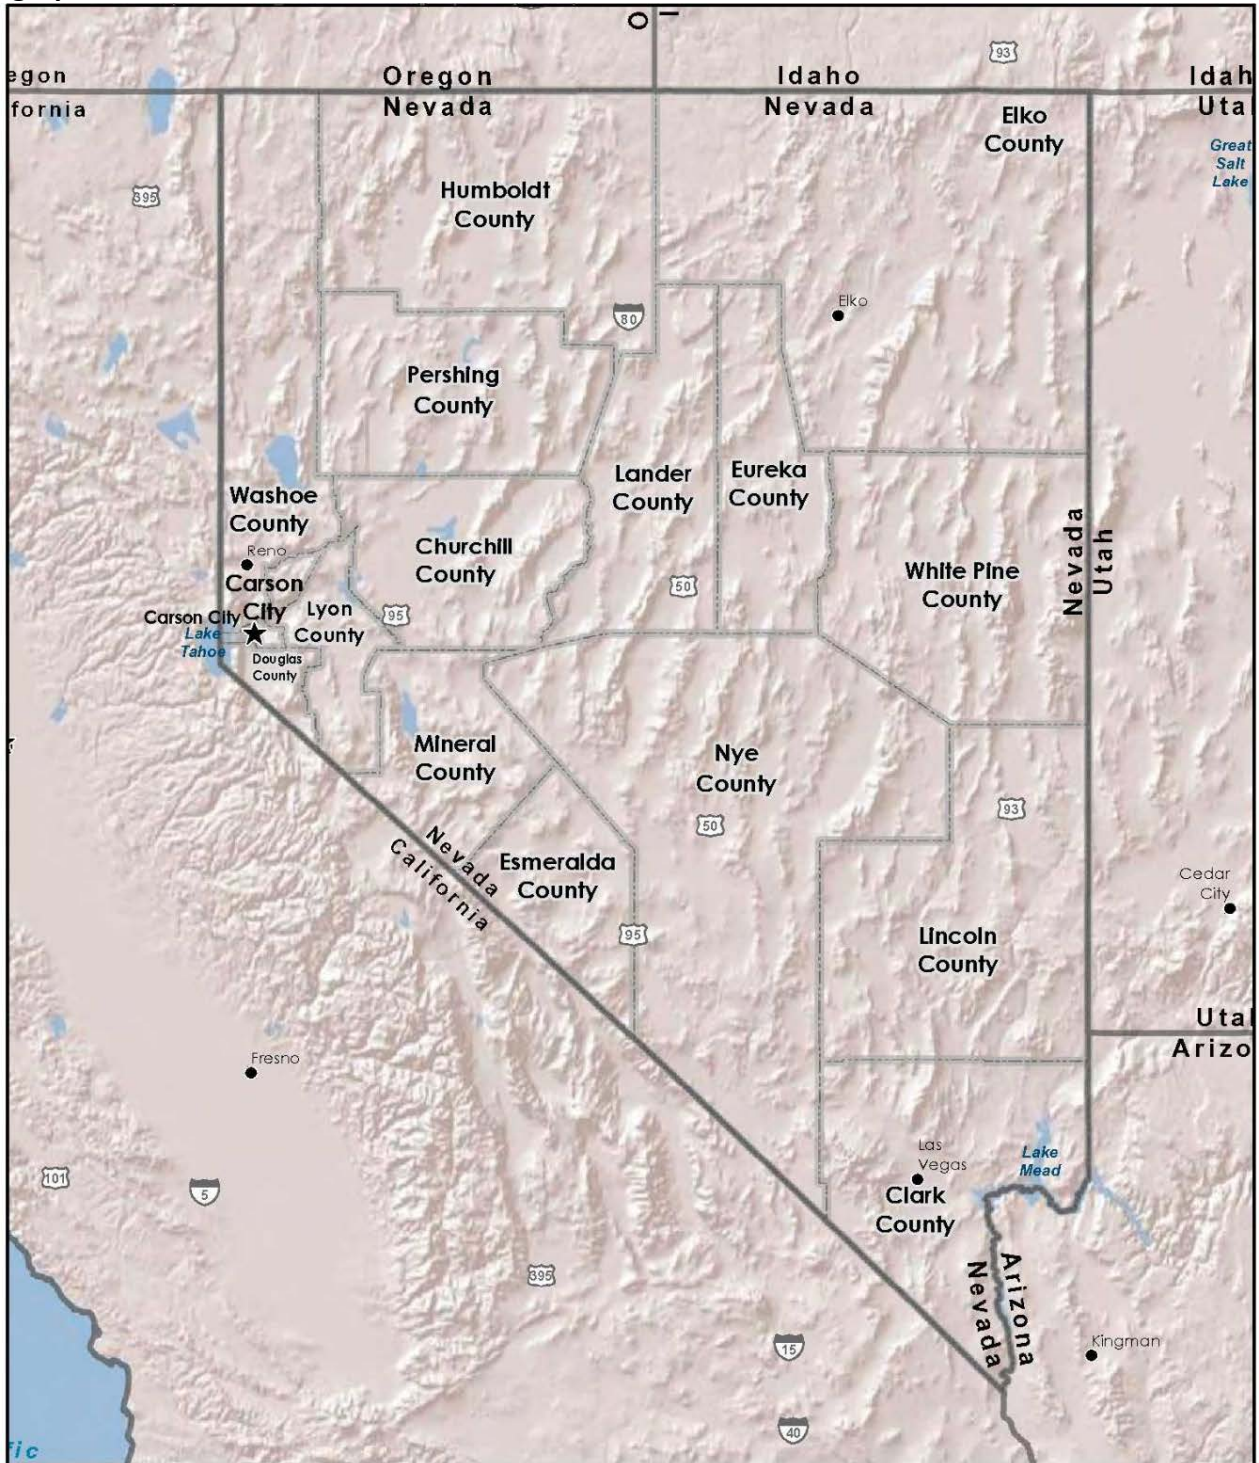 O
I
93
egon
Oregon
Idaho
Idah
fornia
Nevada
Nevada
Utal
Elko
County
Great
Salt
Lake
395
Humboldt
County
Elko
80
Pershing
County
Lander
County
Eureka
County
Washoe
County
Nevada
Utah
Reno
Churchill
County
White Pine
County
50
Carson
City
Carson City
Lyon
County
95
Lake
Tahoe
Douglas
County
Mineral
County
Nye
County
93
50
Nevada
California
Esmeralda
County
Cedar
City
95
Lincoln
County
Utal
Arizo
Fresno
Las
Vegas
Lake
Mead
101
5
Clark
County
395
Arizona
Nevada
15
Kingman
40
fic